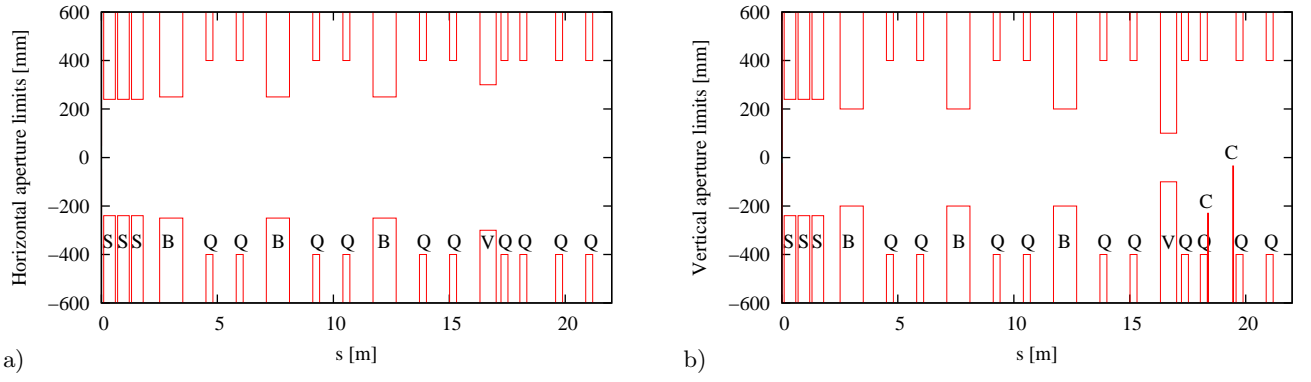 Horizontal aperture limits [mm]
600
400
200
0
−200
−400
−600
S S S B Q Q B Q Q B Q Q V Q Q Q Q
0 5 10 15 20
s [m]
a)
Vertical aperture limits [mm]
600
400
200
0
−200
−400
−600
C
C
S S S B Q Q B Q Q B Q Q V Q Q Q Q
0 5 10 15 20
s [m]
b)